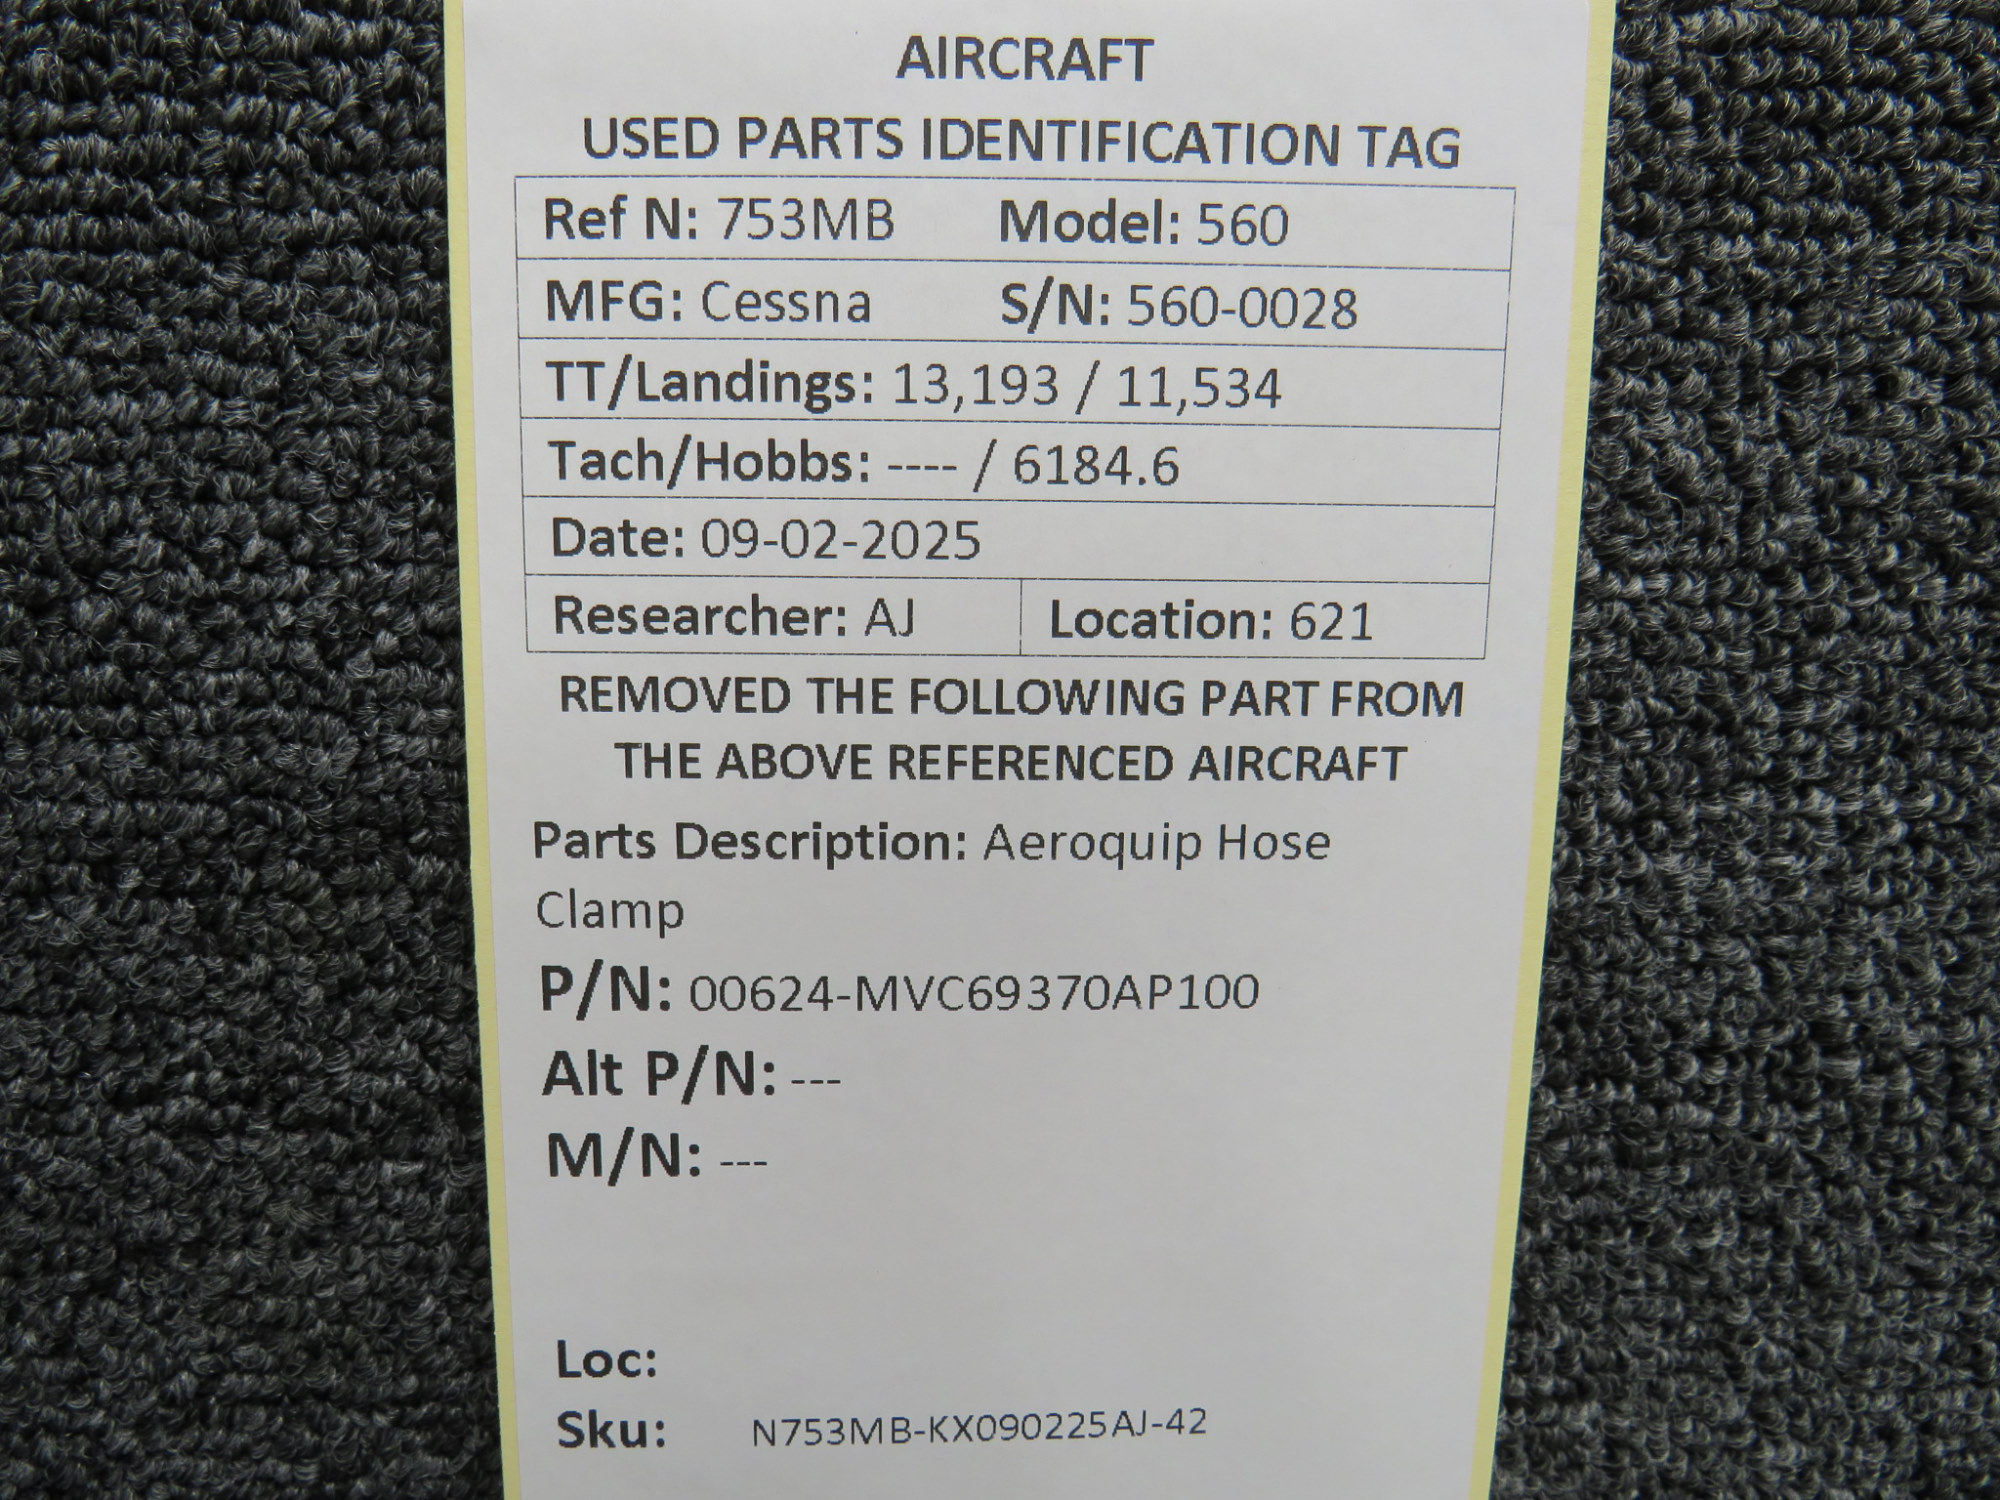 AIRCRAFT
USED PARTS IDENTIFICATION TAG
Ref N: 753MB Model: 560
MFG: Cessna S/N: 560-0028
TT/Landings: 13,193 / 11,534
Tach/Hobbs: ---- / 6184.6
Date: 09-02-2025
Researcher: AJ Location: 621
REMOVED THE FOLLOWING PART FROM
THE ABOVE REFERENCED AIRCRAFT
Parts Description: Aeroquip Hose
Clamp
P/N: 00624-MVC69370AP100
Alt P/N: ---
M/N: ---
Loc:
Sku: N753MB-KX090225AJ-42